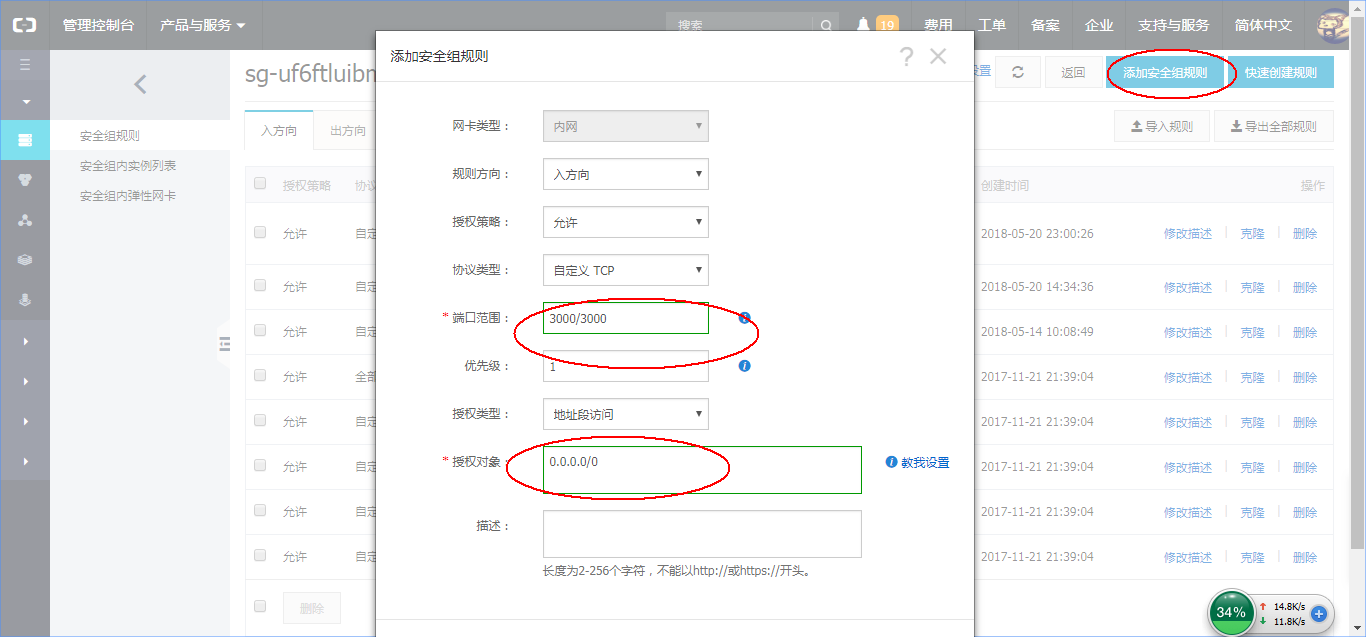 管理控制台 产品与服务 搜索 19 费用 工单 备案 企业 支持与服务 简体中文
添加安全组规则
sg-uf6ftluibn 置 返回 添加安全组规则 快速创建规则
安全组规则
安全组内实例列表
安全组内弹性网卡
入方向 出方向 导入规则 导出全部规则
授权策略 协议 创建时间 操作
允许 自定 2018-05-20 23:00:26 修改描述 克隆 删除
允许 自定 2018-05-20 14:34:36 修改描述 克隆 删除
允许 自定 2018-05-14 10:08:49 修改描述 克隆 删除
允许 全部 2017-11-21 21:39:04 修改描述 克隆 删除
允许 自定 2017-11-21 21:39:04 修改描述 克隆 删除
允许 自定 2017-11-21 21:39:04 修改描述 克隆 删除
允许 自定 2017-11-21 21:39:04 修改描述 克隆 删除
允许 自定 2017-11-21 21:39:04 修改描述 克隆 删除
删除
网卡类型： 内网
规则方向： 入方向
授权策略： 允许
协议类型： 自定义 TCP
* 端口范围： 3000/3000
优先级： 1
授权类型： 地址段访问
* 授权对象： 0.0.0.0/0 教我设置
描述：
长度为2-256个字符，不能以http://或https://开头。
34% 14.8K/s
11.8K/s